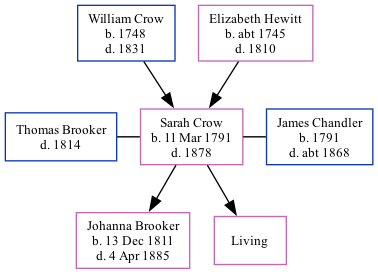 William Crow
b. 1748
d. 1831
Elizabeth Hewitt
b. abt 1745
d. 1810
Thomas Brooker
d. 1814
Sarah Crow
b. 11 Mar 1791
d. 1878
James Chandler
b. 1791
d. abt 1868
Johanna Brooker
b. 13 Dec 1811
d. 4 Apr 1885
Living